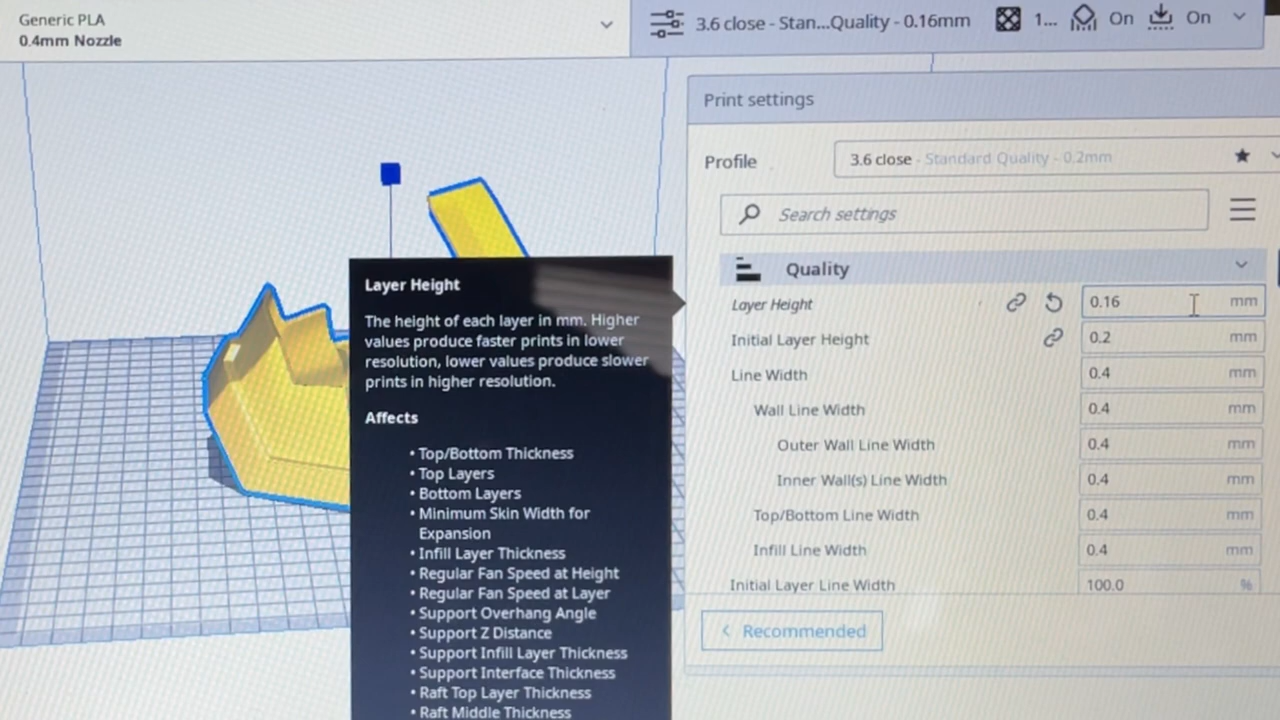 Generic PLA
0.4mm Nozzle
3.6 close - Stan...Quality - 0.16mm
1...
On
On
Print settings
Profile
3.6 close - Standard Quality - 0.2mm
Search settings
Quality
Layer Height
0.16 mm
Initial Layer Height
0.2 mm
Line Width
0.4 mm
Wall Line Width
0.4 mm
Outer Wall Line Width
0.4 mm
Inner Wall(s) Line Width
0.4 mm
Top/Bottom Line Width
0.4 mm
Infill Line Width
0.4 mm
Initial Layer Line Width
100.0 %
Recommended
Layer Height
The height of each layer in mm. Higher
values produce faster prints in lower
resolution, lower values produce slower
prints in higher resolution.
Affects
• Top/Bottom Thickness
• Top Layers
• Bottom Layers
• Minimum Skin Width for
Expansion
• Infill Layer Thickness
• Regular Fan Speed at Height
• Regular Fan Speed at Layer
• Support Overhang Angle
• Support Z Distance
• Support Infill Layer Thickness
• Support Interface Thickness
• Raft Top Layer Thickness
• Raft Middle Thickness